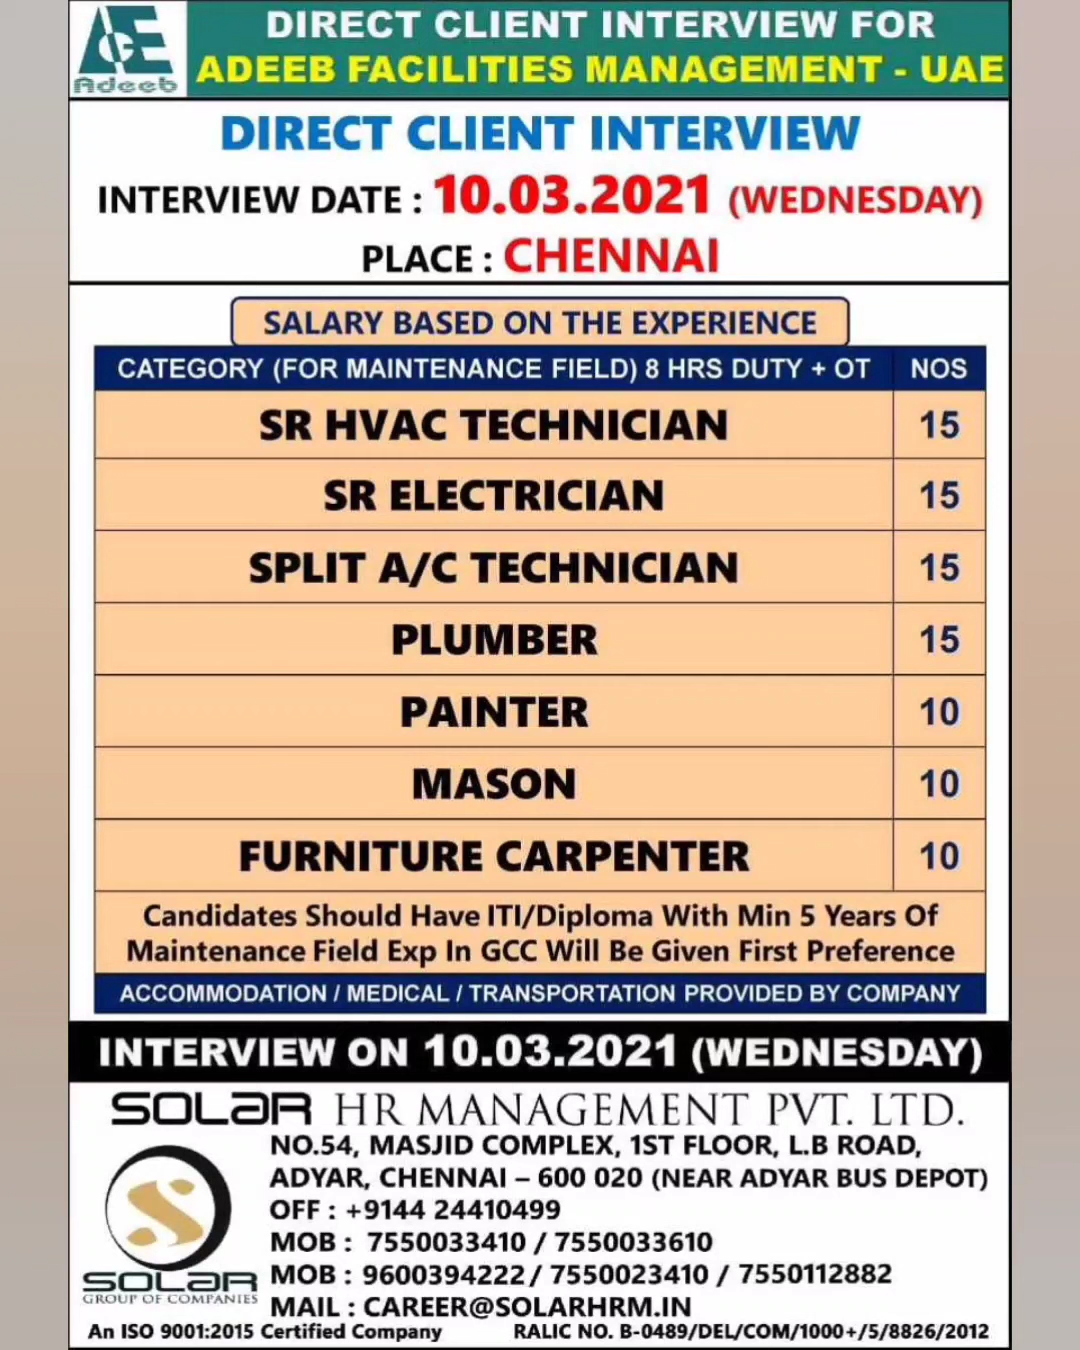 DIRECT CLIENT INTERVIEW FOR
ADEEB FACILITIES MANAGEMENT - UAE
Adeeb
DIRECT CLIENT INTERVIEW
INTERVIEW DATE : 10.03.2021 (WEDNESDAY)
PLACE : CHENNAI
SALARY BASED ON THE EXPERIENCE
CATEGORY (FOR MAINTENANCE FIELD) 8 HRS DUTY + OT NOS
SR HVAC TECHNICIAN 15
SR ELECTRICIAN 15
SPLIT A/C TECHNICIAN 15
PLUMBER 15
PAINTER 10
MASON 10
FURNITURE CARPENTER 10
Candidates Should Have ITI/Diploma With Min 5 Years Of
Maintenance Field Exp In GCC Will Be Given First Preference
ACCOMMODATION / MEDICAL / TRANSPORTATION PROVIDED BY COMPANY
INTERVIEW ON 10.03.2021 (WEDNESDAY)
SOLAR HR MANAGEMENT PVT. LTD.
NO.54, MASJID COMPLEX, 1ST FLOOR, L.B ROAD,
ADYAR, CHENNAI – 600 020 (NEAR ADYAR BUS DEPOT)
OFF : +9144 24410499
MOB : 7550033410 / 7550033610
MOB : 9600394222 / 7550023410 / 7550112882
MAIL : CAREER@SOLARHRM.IN
SOLAR
GROUP OF COMPANIES
An ISO 9001:2015 Certified Company RALIC NO. B-0489/DEL/COM/1000+/5/8826/2012